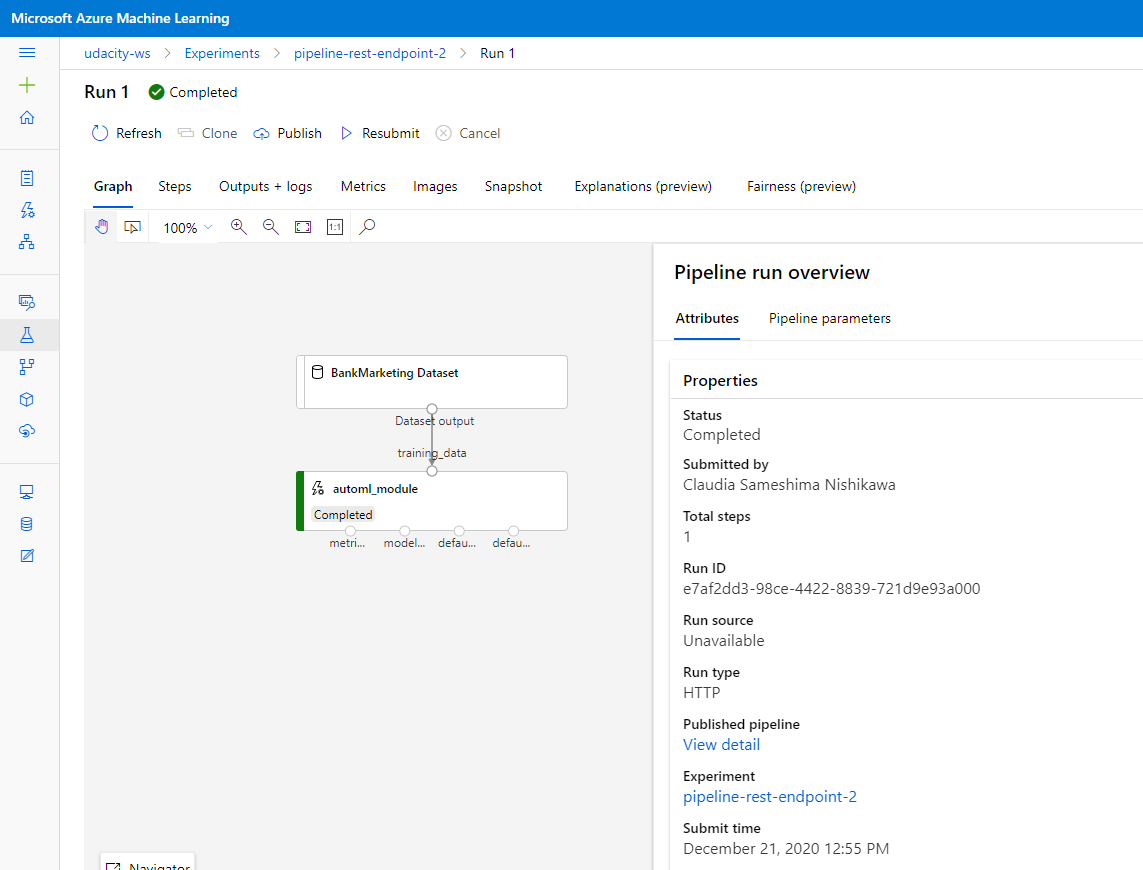 Microsoft Azure Machine Learning
udacity-ws > Experiments > pipeline-rest-endpoint-2 > Run 1
Run 1 Completed
Refresh Clone Publish Resubmit Cancel
Graph Steps Outputs + logs Metrics Images Snapshot Explanations (preview) Fairness (preview)
100% 1:1
BankMarketing Dataset
Dataset output
training_data
automl_module
Completed
metri... model... defau... defau...
Navigator
Pipeline run overview
Attributes Pipeline parameters
Properties
Status
Completed
Submitted by
Claudia Sameshima Nishikawa
Total steps
1
Run ID
e7af2dd3-98ce-4422-8839-721d9e93a000
Run source
Unavailable
Run type
HTTP
Published pipeline
View detail
Experiment
pipeline-rest-endpoint-2
Submit time
December 21, 2020 12:55 PM